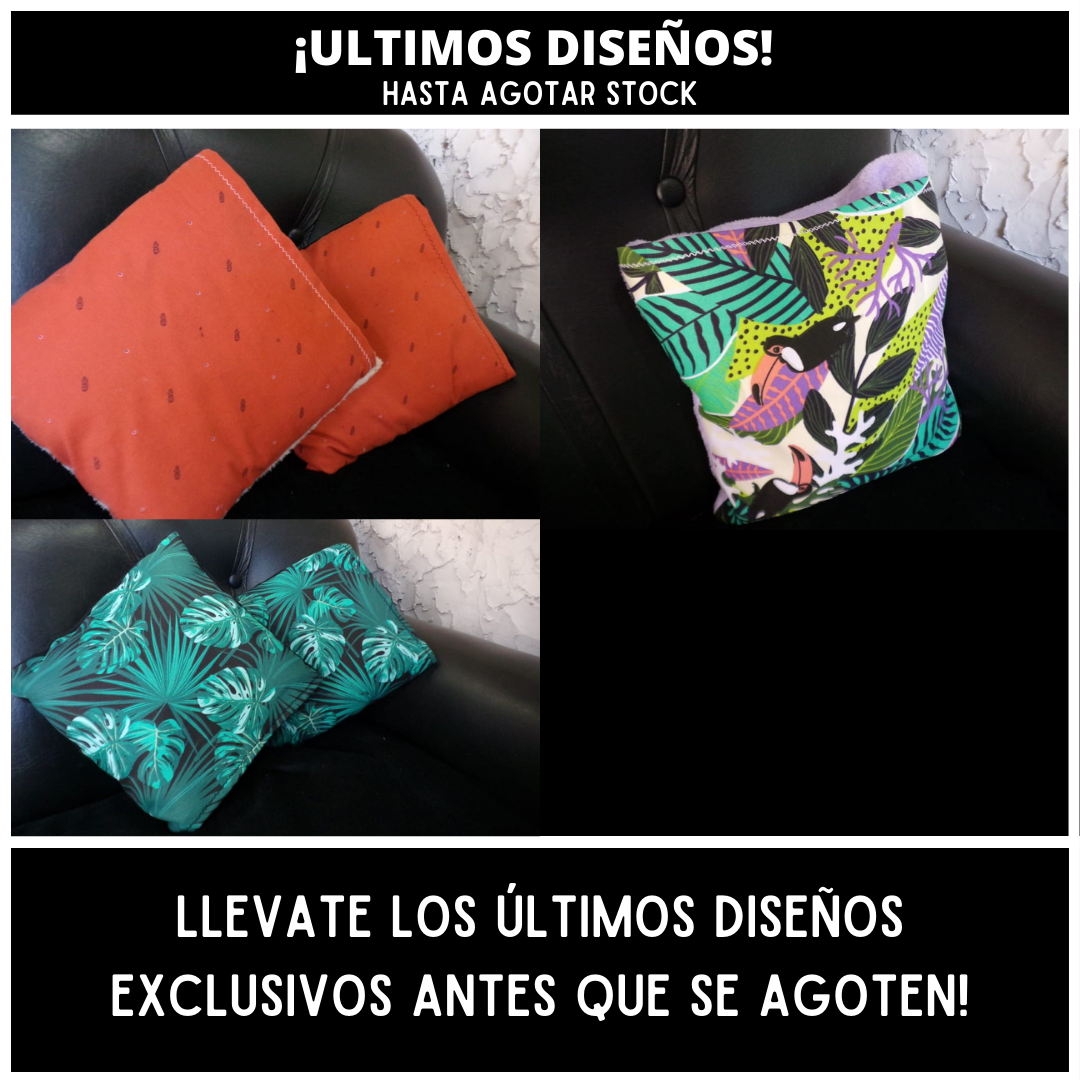 ¡ULTIMOS DISEÑOS!
HASTA AGOTAR STOCK
LLEVATE LOS ÚLTIMOS DISEÑOS
EXCLUSIVOS ANTES QUE SE AGOTEN!